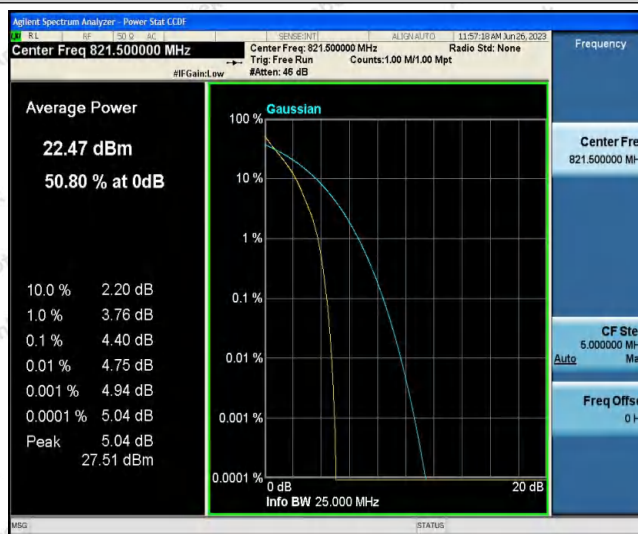 Agilent Spectrum Analyzer - Power Stat CCDF
RL RF 50 Ω AC SENSE:INT ALIGN AUTO 11:57:18 AM Jun 26, 2023
Center Freq 821.500000 MHz
Center Freq: 821.500000 MHz Radio Std: None
Trig: Free Run Counts:1.00 M/1.00 Mpt
#IFGain:Low #Atten: 46 dB
Frequency
Average Power
22.47 dBm
50.80 % at 0dB
10.0 % 2.20 dB
1.0 % 3.76 dB
0.1 % 4.40 dB
0.01 % 4.75 dB
0.001 % 4.94 dB
0.0001 % 5.04 dB
Peak 5.04 dB
27.51 dBm
Gaussian
100 %
10 %
1 %
0.1 %
0.01 %
0.001 %
0.0001 %
0 dB 20 dB
Info BW 25.000 MHz
Center Fre
821.500000 MH
CF Ste
5.000000 MH
Auto Ma
Freq Offse
0 H
MSG STATUS